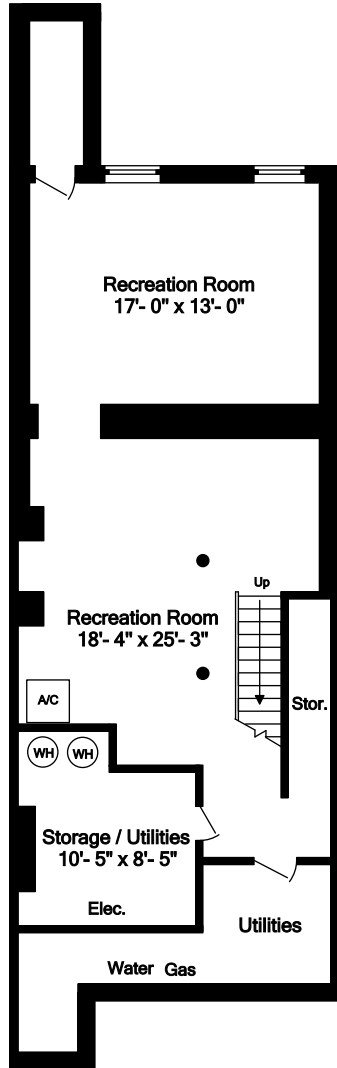 Recreation Room
17'- 0" x 13'- 0"
Up
Recreation Room
18'- 4" x 25'- 3"
A/C
Stor.
WH WH
Storage / Utilities
10'- 5" x 8'- 5"
Elec.
Utilities
Water Gas